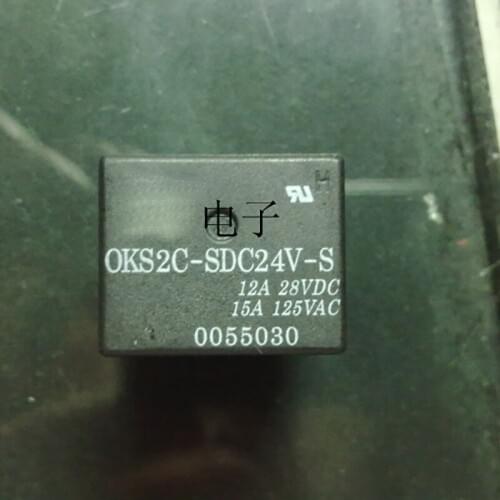 H
电子
OKS2C-SDC24V-S
12A 28VDC
15A 125VAC
0055030